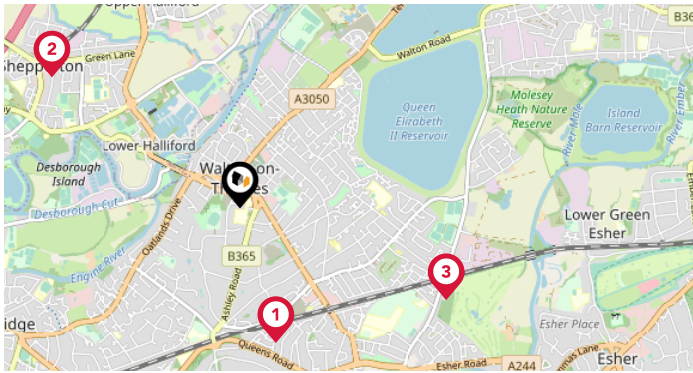 Upper Halliford
B36
2
Green Lane
Shepperton
Walton Road
A3050
Queen
Elizabeth
II Reservoir
Molesey
Heath Nature
Reserve
River Mole
Island
Barn Reservoir
River Ember
Lower Halliford
Desborough
Island
Walton-on-
Thames
Desborough Cut
Oatlands Drive
Engine River
B365
Ashley Road
Lower Green
Esher
3
1
ridge
Queens Road
Esher Place
Esher Road
A244
Esher